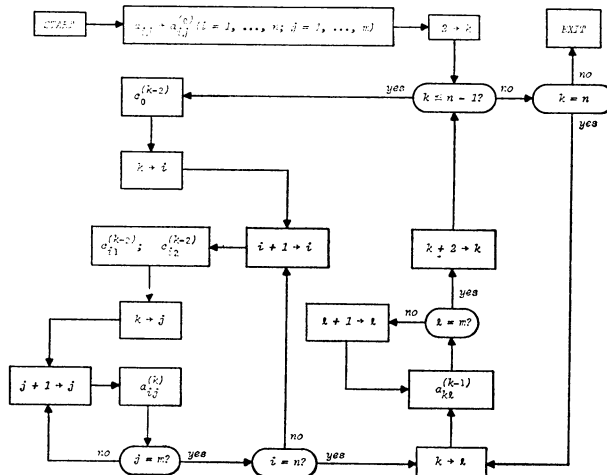 START
a_{ij} → a_{ij}^{(0)} (i = 1, ..., n; j = 1, ..., m)
2 → k
EXIT
no
c_0^{(k-2)}
yes
k ≤ n - 1?
no
k = n
yes
k → i
c_{i1}^{(k-2)}; c_{i2}^{(k-2)}
i + 1 → i
k + 2 → k
yes
k → j
ℓ + 1 → ℓ
no
ℓ = m?
j + 1 → j
a_{ij}^{(k)}
a_{kℓ}^{(k-1)}
no
no
j = m?
yes
i = n?
yes
k → ℓ